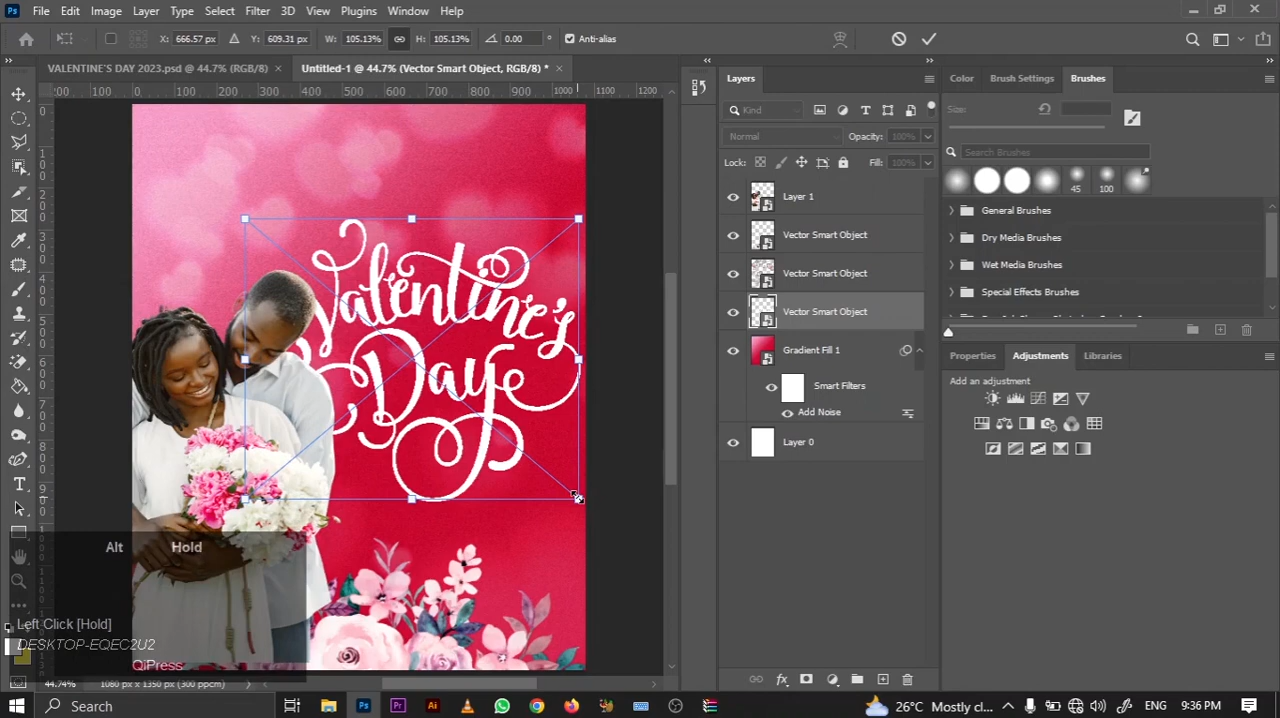 Ps File Edit Image Layer Type Select Filter 3D View Plugins Window Help
X: 666.57 px Y: 609.31 px W: 105.13% H: 105.13% 0.00 ° Anti-alias
VALENTINE'S DAY 2023.psd @ 44.7% (RGB/8) × Untitled-1 @ 44.7% (Vector Smart Object, RGB/8) * ×
Layers
Color Brush Settings Brushes
Kind
Size:
Normal Opacity: 100%
Search Brushes
Lock: Fill: 100%
45 100
Layer 1
General Brushes
Vector Smart Object
Dry Media Brushes
Wet Media Brushes
Vector Smart Object
Special Effects Brushes
Vector Smart Object
Gradient Fill 1
Properties Adjustments Libraries
Add an adjustment
Smart Filters
Add Noise
Layer 0
Valentine's
Day
Alt Hold
Left Click [Hold]
DESKTOP-EQEC2U2
QiPress
44.74% 1080 px x 1350 px (300 ppcm)
Search
Ps Pr Ai
26°C Mostly cl... ENG 9:36 PM